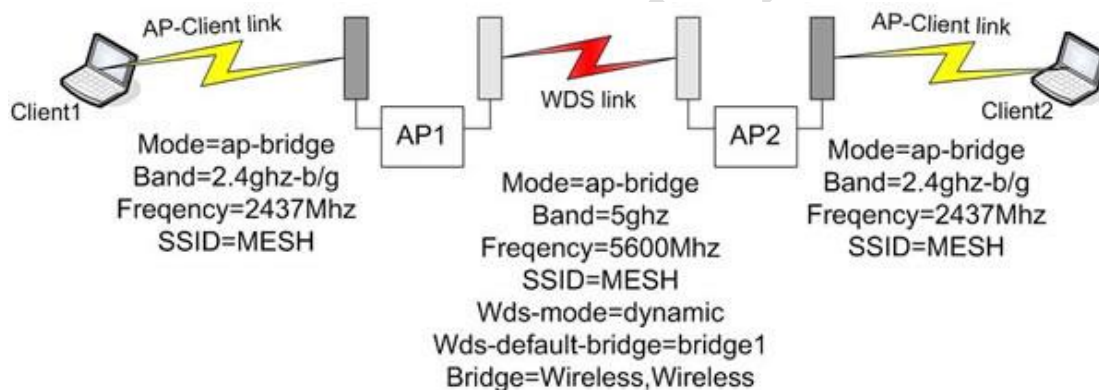 AP-Client link
AP-Client link
WDS link
Client1
Client2
AP1
AP2
Mode=ap-bridge
Band=2.4ghz-b/g
Freqency=2437Mhz
SSID=MESH
Mode=ap-bridge
Band=5ghz
Freqency=5600Mhz
SSID=MESH
Wds-mode=dynamic
Wds-default-bridge=bridge1
Bridge=Wireless,Wireless
Mode=ap-bridge
Band=2.4ghz-b/g
Freqency=2437Mhz
SSID=MESH